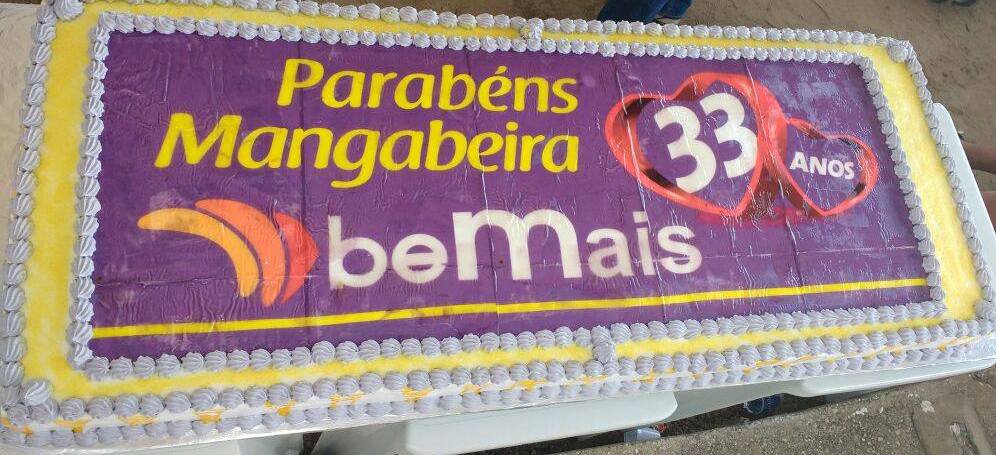 Parabéns
Mangabeira
33
ANOS
beMais